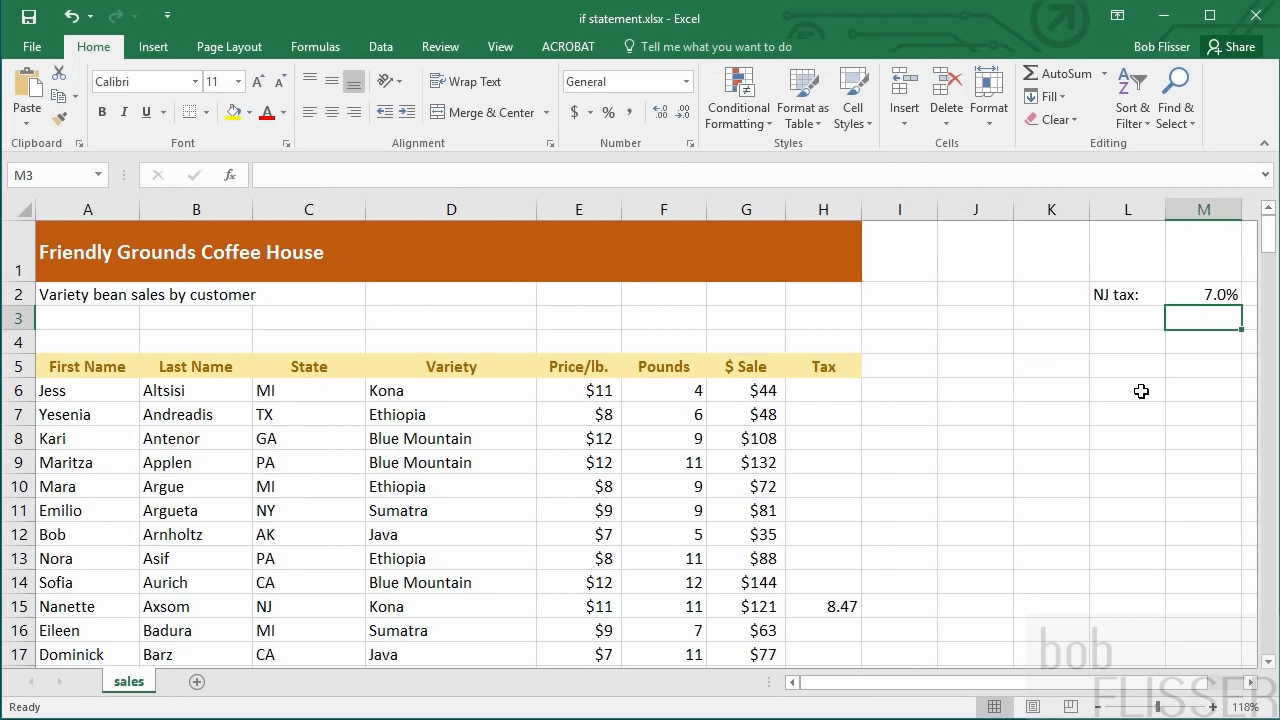 if statement.xlsx - Excel
File Home Insert Page Layout Formulas Data Review View ACROBAT Tell me what you want to do Bob Flisser Share
Paste Calibri 11 Wrap Text General Conditional Formatting Format as Table Cell Styles Insert Delete Format AutoSum Sort & Filter Find & Select
B I U A Merge & Center $ % , Fill
Clear
Clipboard Font Alignment Number Styles Cells Editing
M3 fx
A B C D E F G H I J K L M
1 Friendly Grounds Coffee House
2 Variety bean sales by customer NJ tax: 7.0%
3
4
5 First Name Last Name State Variety Price/lb. Pounds $ Sale Tax
6 Jess Altsisi MI Kona $11 4 $44
7 Yesenia Andreadis TX Ethiopia $8 6 $48
8 Kari Antenor GA Blue Mountain $12 9 $108
9 Maritza Applen PA Blue Mountain $12 11 $132
10 Mara Argue MI Ethiopia $8 9 $72
11 Emilio Argueta NY Sumatra $9 9 $81
12 Bob Arnholtz AK Java $7 5 $35
13 Nora Asif PA Ethiopia $8 11 $88
14 Sofia Aurich CA Blue Mountain $12 12 $144
15 Nanette Axsom NJ Kona $11 11 $121 8.47
16 Eileen Badura MI Sumatra $9 7 $63
17 Dominick Barz CA Java $7 11 $77
bob
FLISSER
sales
Ready 118%